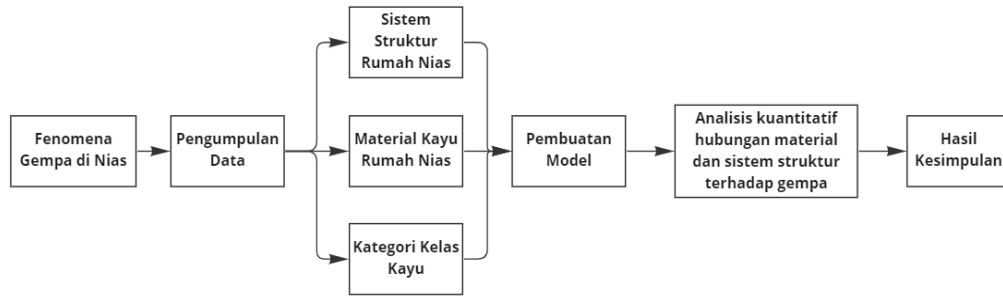 Fenomena
Gempa di Nias
Pengumpulan
Data
Sistem
Struktur
Rumah Nias
Material Kayu
Rumah Nias
Kategori Kelas
Kayu
Pembuatan
Model
Analisis kuantitatif
hubungan material
dan sistem struktur
terhadap gempa
Hasil
Kesimpulan